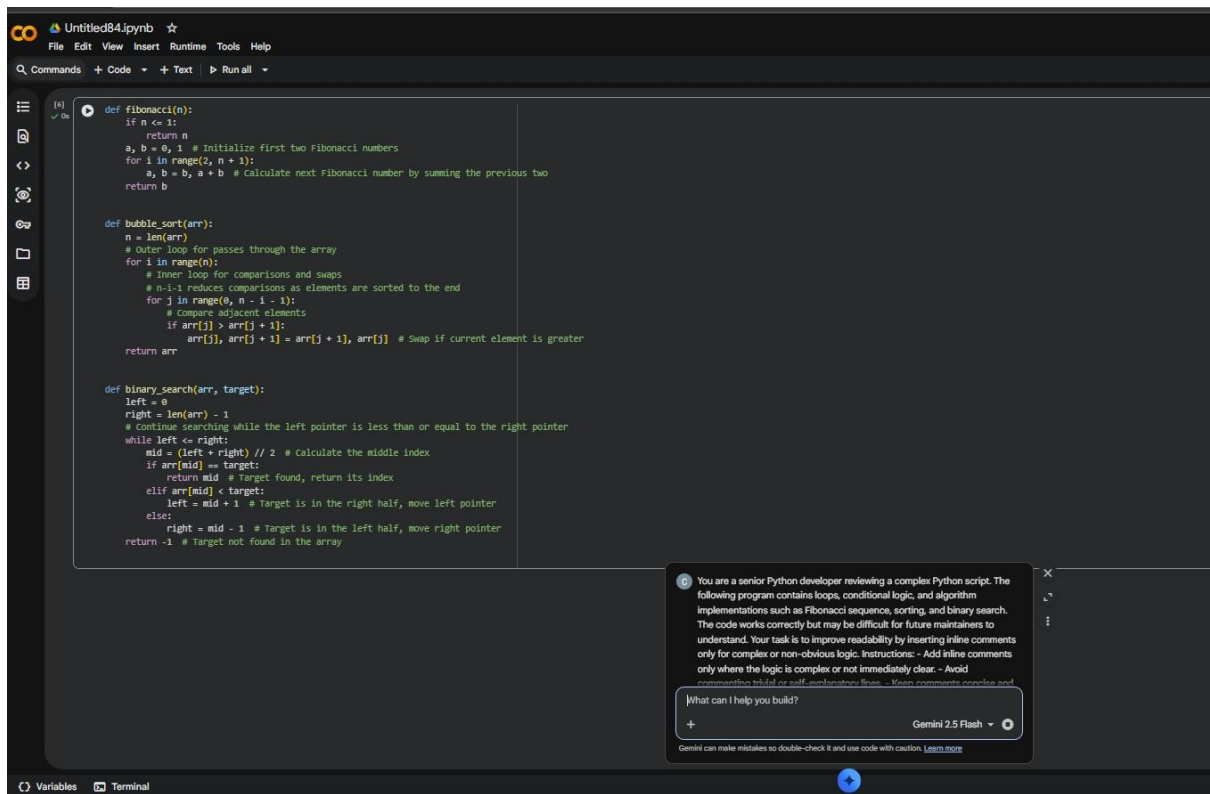 CO
Untitled84.ipynb
File Edit View Insert Runtime Tools Help
Commands + Code + Text Run all
[6]
0s
def fibonacci(n):
    if n <= 1:
        return n
    a, b = 0, 1  # Initialize first two Fibonacci numbers
    for i in range(2, n + 1):
        a, b = b, a + b  # Calculate next Fibonacci number by summing the previous two
    return b
def bubble_sort(arr):
    n = len(arr)
    # Outer loop for passes through the array
    for i in range(n):
        # Inner loop for comparisons and swaps
        # n-i-1 reduces comparisons as elements are sorted to the end
        for j in range(0, n - i - 1):
            # Compare adjacent elements
            if arr[j] > arr[j + 1]:
                arr[j], arr[j + 1] = arr[j + 1], arr[j]  # Swap if current element is greater
    return arr
def binary_search(arr, target):
    left = 0
    right = len(arr) - 1
    # Continue searching while the left pointer is less than or equal to the right pointer
    while left <= right:
        mid = (left + right) // 2  # Calculate the middle index
        if arr[mid] == target:
            return mid  # Target found, return its index
        elif arr[mid] < target:
            left = mid + 1  # Target is in the right half, move left pointer
        else:
            right = mid - 1  # Target is in the left half, move right pointer
    return -1  # Target not found in the array
C
You are a senior Python developer reviewing a complex Python script. The
following program contains loops, conditional logic, and algorithm
implementations such as Fibonacci sequence, sorting, and binary search.
The code works correctly but may be difficult for future maintainers to
understand. Your task is to improve readability by inserting inline comments
only for complex or non-obvious logic. Instructions: - Add inline comments
only where the logic is complex or not immediately clear. - Avoid
commenting trivial or self-explanatory lines. - Keep comments concise and
What can I help you build?
+ Gemini 2.5 Flash
Gemini can make mistakes so double-check it and use code with caution. Learn more
Variables Terminal